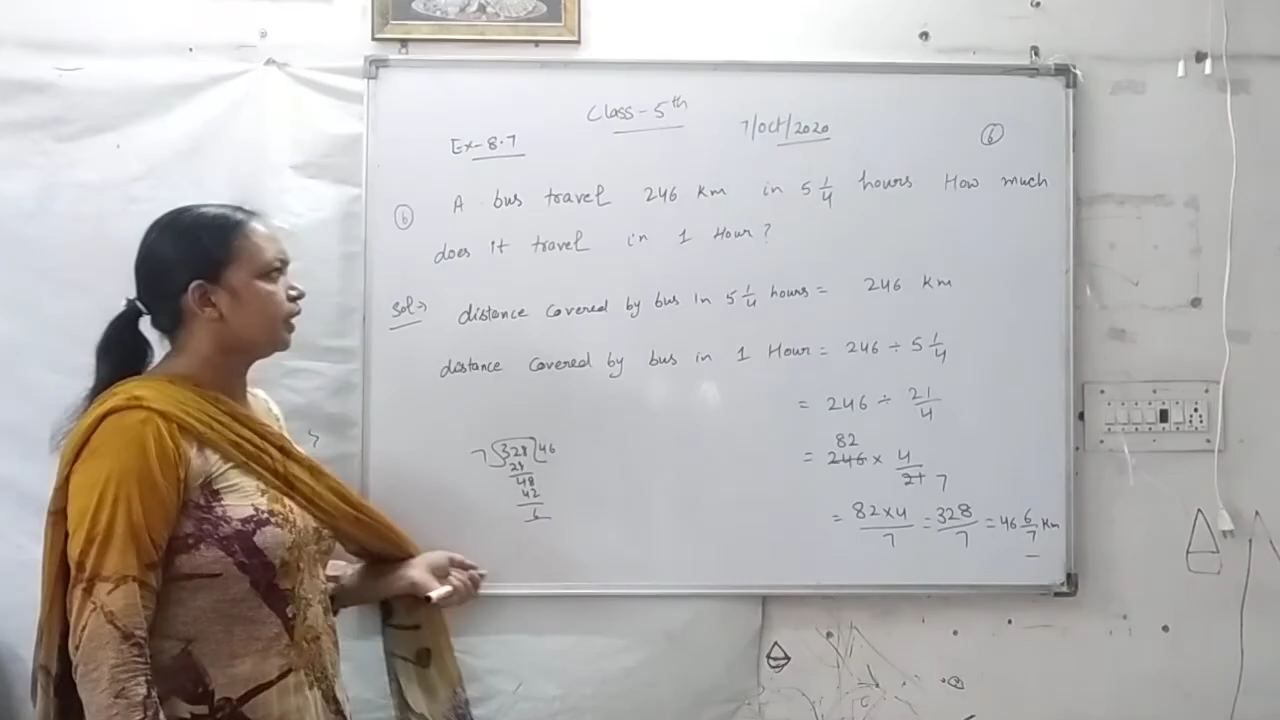 Class-5th
Ex-8.7 7/oct/2020 6
6 A bus travel 246 Km in 5 1/4 hours How much
does it travel in 1 Hour?
Sol→ distance covered by bus in 5 1/4 hours = 246 Km
distance covered by bus in 1 Hour = 246 ÷ 5 1/4
= 246 ÷ 21/4
82
= 246 × 4/21 7
= 82×4/7 = 328/7 = 46 6/7 Km
7 328 46
28
48
42
6